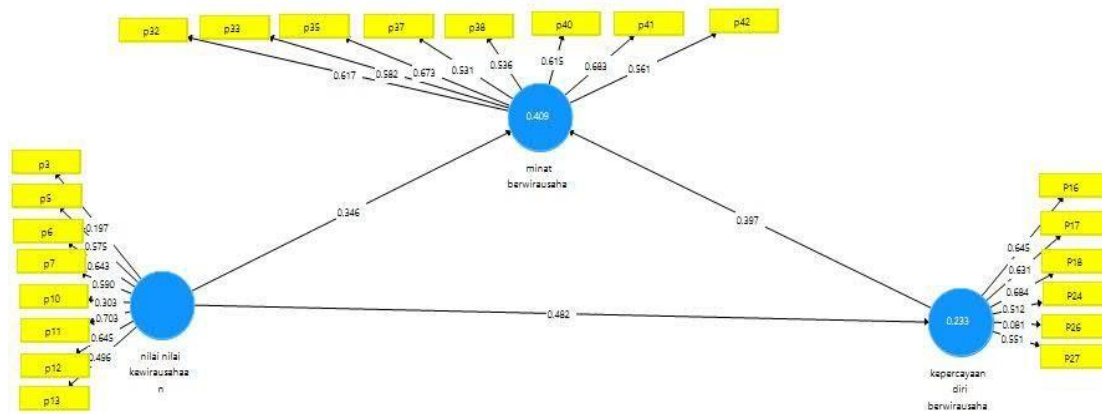 p32
p33
p35
p37
p38
p40
p41
p42
0.617
0.582
0.673
0.531
0.536
0.615
0.683
0.561
0.409
minat
berwirausaha
p3
p5
p6
p7
p10
p11
p12
p13
0.197
0.575
0.643
0.590
0.303
0.703
0.645
0.496
nilai nilai
kewirausahaa
n
0.346
0.397
0.482
P16
P17
P18
P24
P26
P27
0.645
0.631
0.684
0.512
0.081
0.551
0.233
kepercayaan
diri
berwirausaha